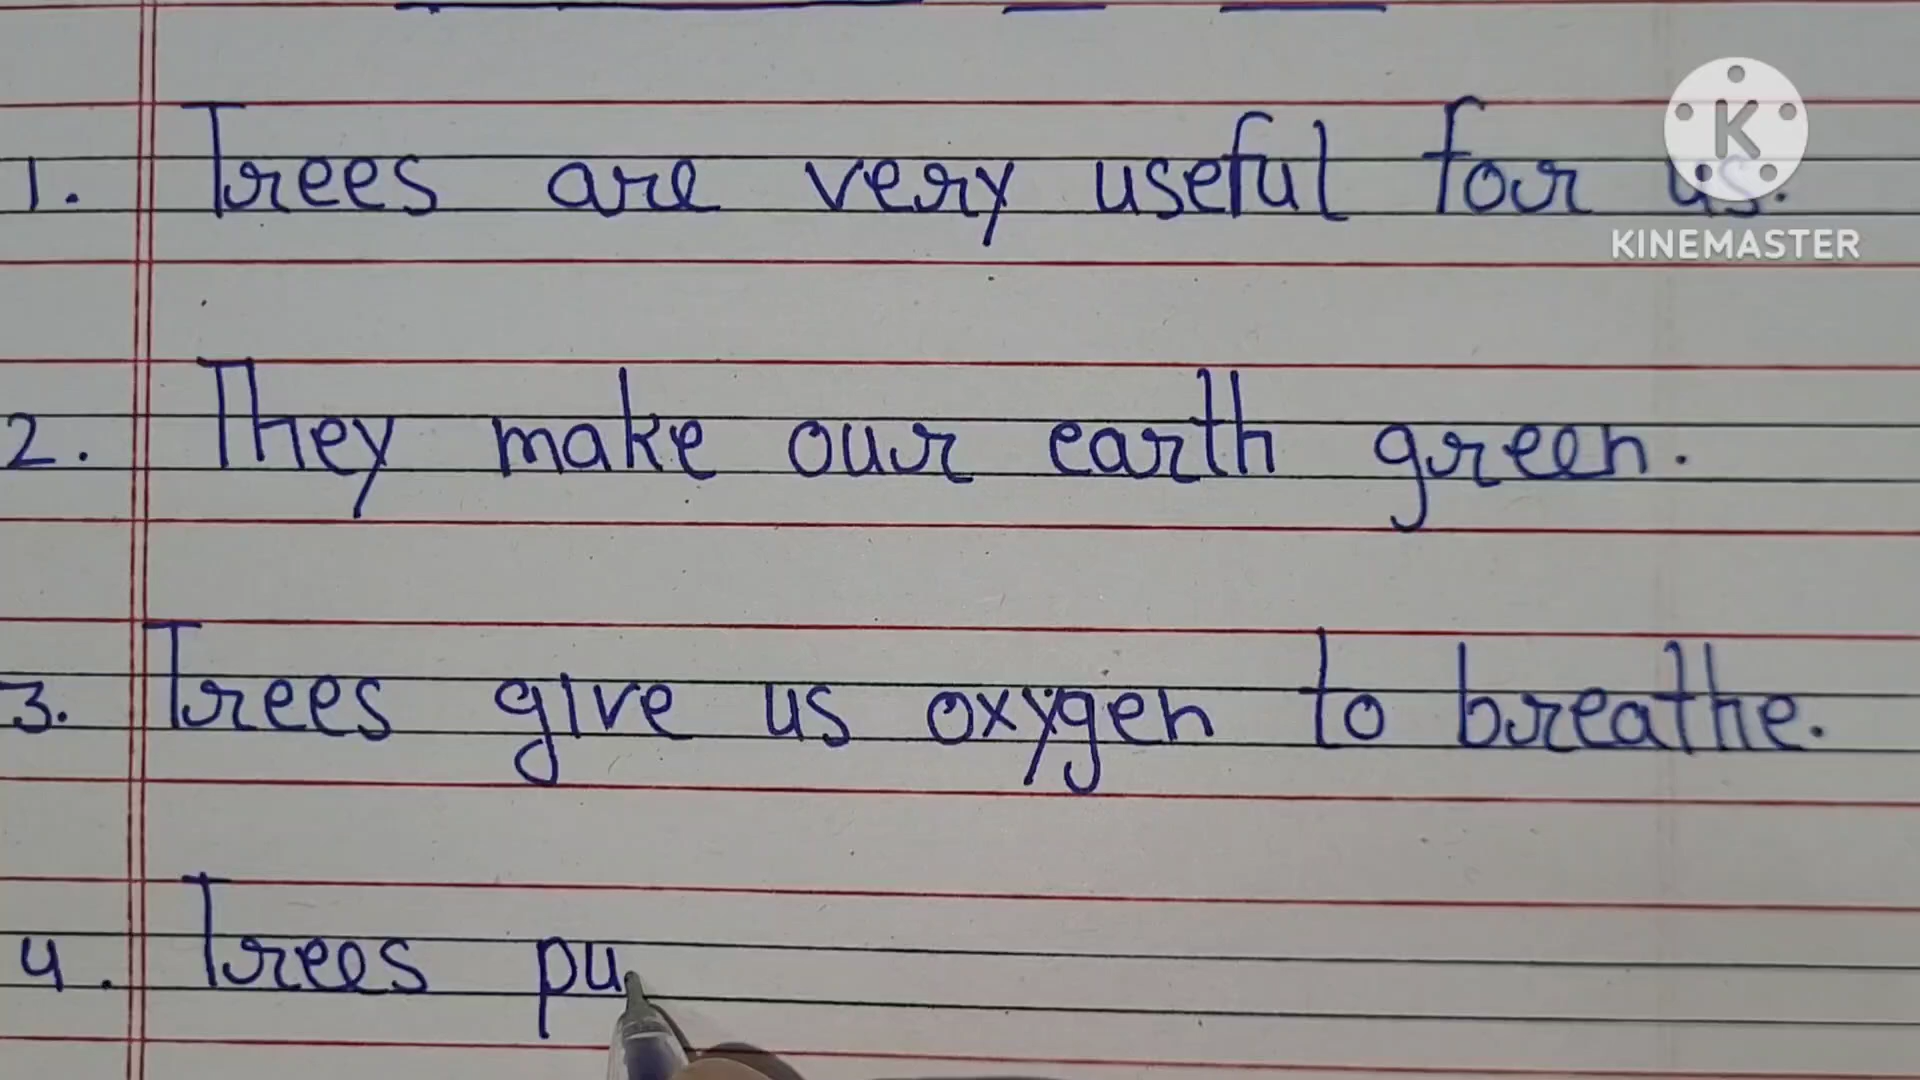 1. Trees are very useful for us.
KINEMASTER
2. They make our earth green.
3. Trees give us oxygen to breathe.
4. Trees pu